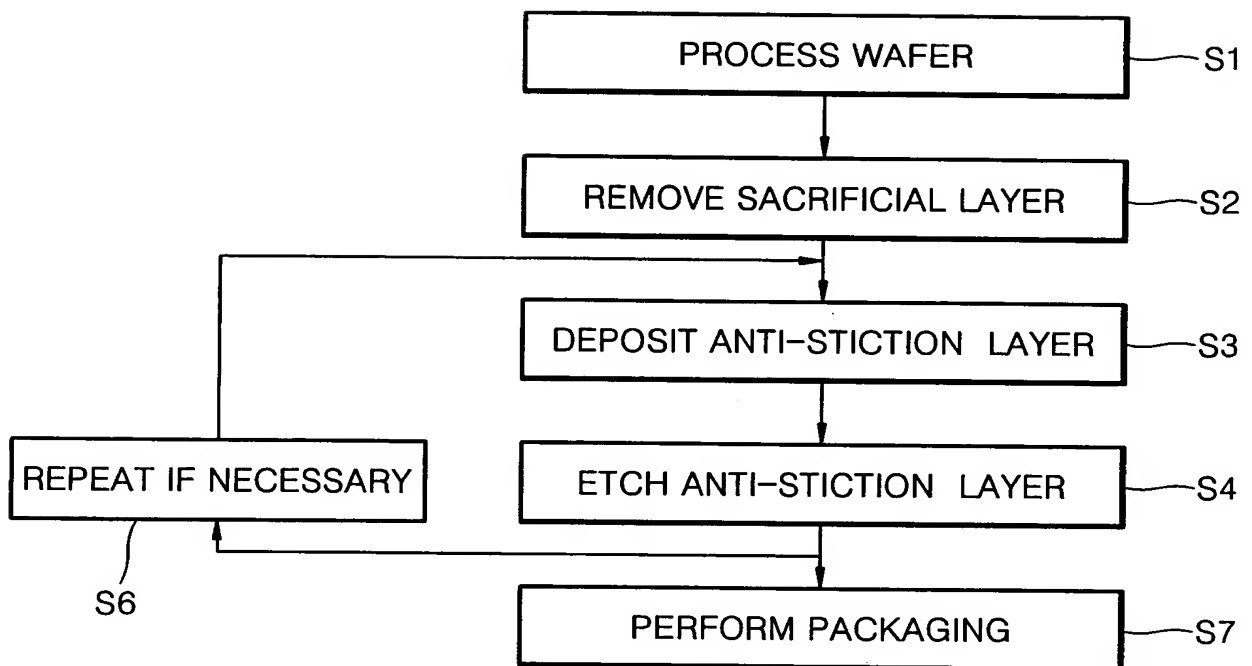 PROCESS WAFER
S1
REMOVE SACRIFICIAL LAYER
S2
DEPOSIT ANTI-STICTION LAYER
S3
REPEAT IF NECESSARY
ETCH ANTI-STICTION LAYER
S4
S6
PERFORM PACKAGING
S7